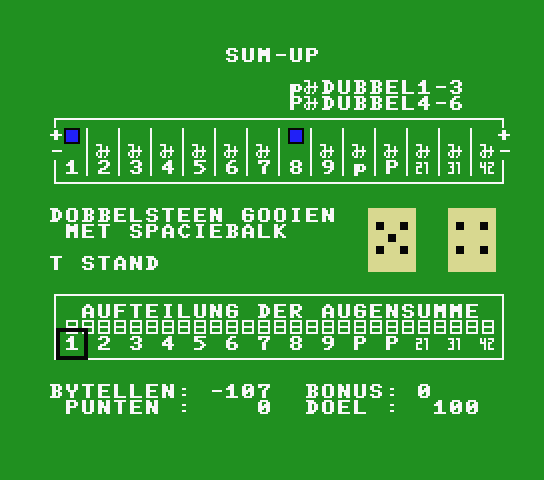 SUM-UP
p DUBBEL1-3
P DUBBEL4-6
+ +
- -
1 2 3 4 5 6 7 8 9 p P 21 31 42
DOBBELSTEEN GOOIEN
MET SPACIEBALK
T STAND
AUFTEILUNG DER AUGENSUMME
1 2 3 4 5 6 7 8 9 P P 21 31 42
BYTELLEN: -107 BONUS: 0
PUNTEN : 0 DOEL : 100